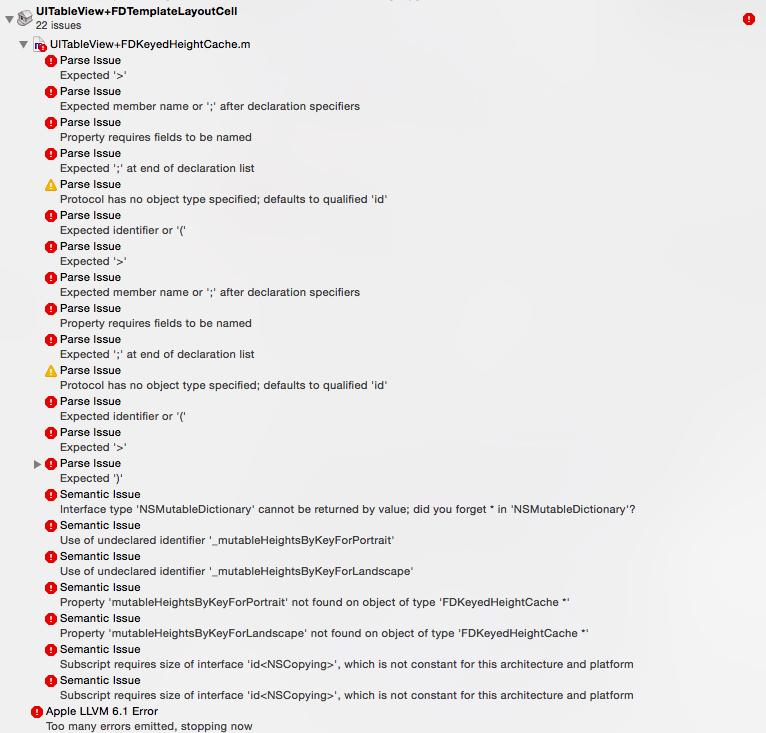 UITableView+FDTemplateLayoutCell
22 issues
UITableView+FDKeyedHeightCache.m
Parse Issue
Expected '>'
Parse Issue
Expected member name or ';' after declaration specifiers
Parse Issue
Property requires fields to be named
Parse Issue
Expected ';' at end of declaration list
Parse Issue
Protocol has no object type specified; defaults to qualified 'id'
Parse Issue
Expected identifier or '('
Parse Issue
Expected '>'
Parse Issue
Expected member name or ';' after declaration specifiers
Parse Issue
Property requires fields to be named
Parse Issue
Expected ';' at end of declaration list
Parse Issue
Protocol has no object type specified; defaults to qualified 'id'
Parse Issue
Expected identifier or '('
Parse Issue
Expected '>'
Parse Issue
Expected ')'
Semantic Issue
Interface type 'NSMutableDictionary' cannot be returned by value; did you forget * in 'NSMutableDictionary'?
Semantic Issue
Use of undeclared identifier '_mutableHeightsByKeyForPortrait'
Semantic Issue
Use of undeclared identifier '_mutableHeightsByKeyForLandscape'
Semantic Issue
Property 'mutableHeightsByKeyForPortrait' not found on object of type 'FDKeyedHeightCache *'
Semantic Issue
Property 'mutableHeightsByKeyForLandscape' not found on object of type 'FDKeyedHeightCache *'
Semantic Issue
Subscript requires size of interface 'id<NSCopying>', which is not constant for this architecture and platform
Semantic Issue
Subscript requires size of interface 'id<NSCopying>', which is not constant for this architecture and platform
Apple LLVM 6.1 Error
Too many errors emitted, stopping now